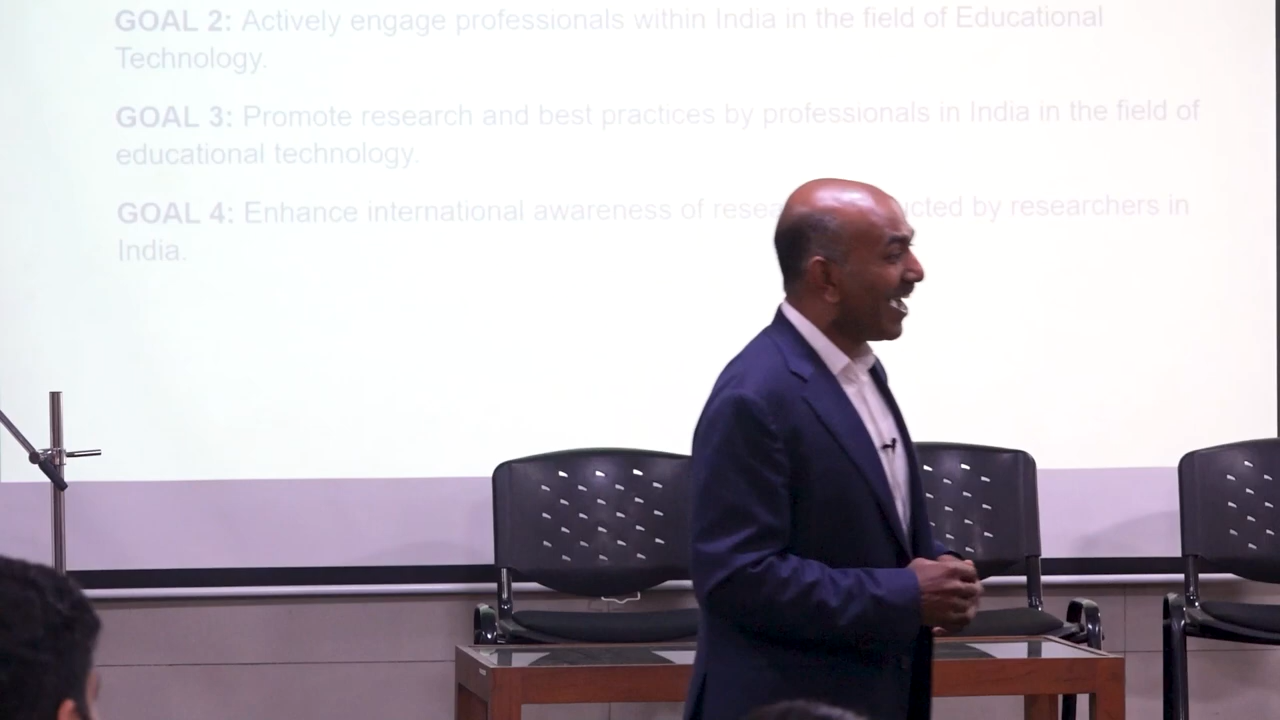 GOAL 2: Actively engage professionals within India in the field of Educational
Technology.
GOAL 3: Promote research and best practices by professionals in India in the field of
educational technology.
GOAL 4: Enhance international awareness of by researchers in
India.